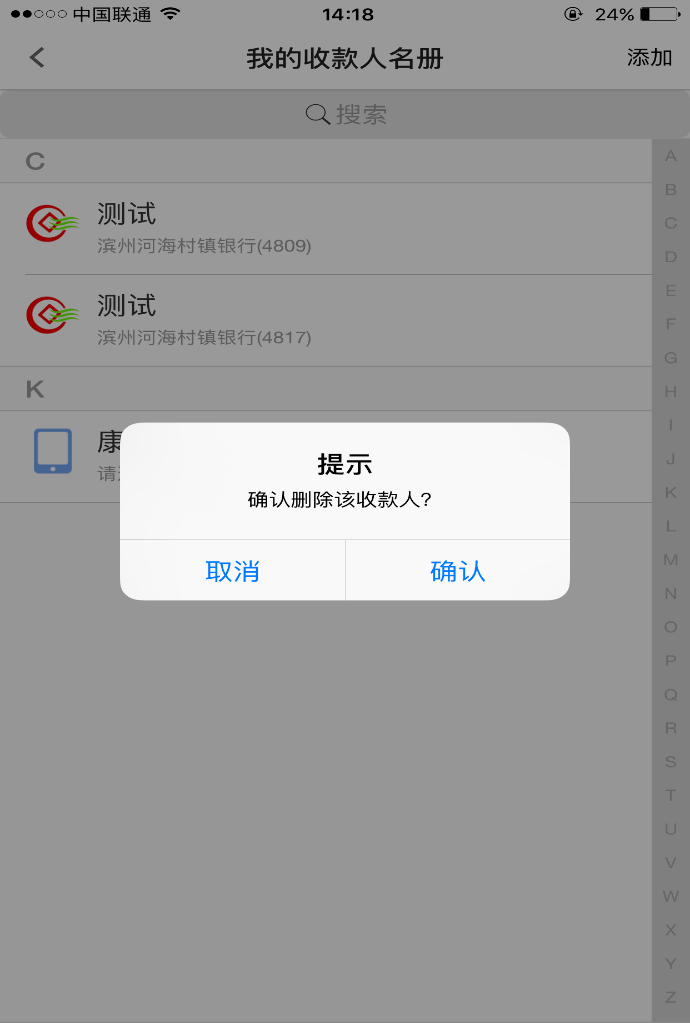 中国联通 14:18 24%
我的收款人名册 添加
搜索
C
测试
滨州河海村镇银行(4809)
测试
滨州河海村镇银行(4817)
K
康
请
提示
确认删除该收款人?
取消 确认
A
B
C
D
E
F
G
H
I
J
K
L
M
N
O
P
Q
R
S
T
U
V
W
X
Y
Z